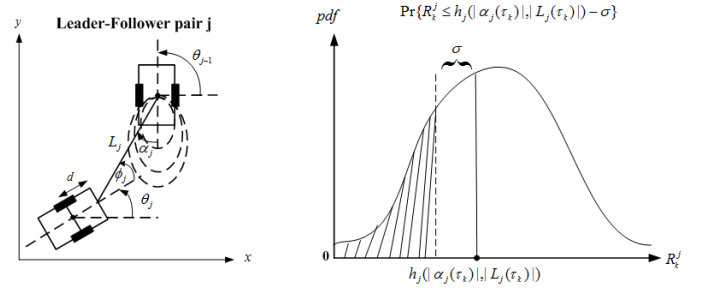 y
Leader-Follower pair j
θ_{j-1}
L_j
α_j
d
ϕ_j
θ_j
x
pdf
Pr{R_k^j ≤ h_j(|α_j(τ_k)|,|L_j(τ_k)|) − σ}
σ
0
R_k^j
h_j(|α_j(τ_k)|,|L_j(τ_k)|)